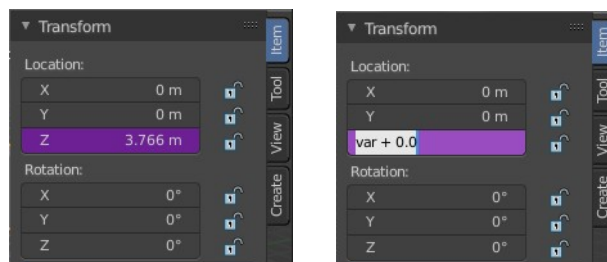 Transform
Location:
X 0 m
Y 0 m
Z 3.766 m
Rotation:
X 0°
Y 0°
Z 0°
Item
Tool
View
Create
Transform
Location:
X 0 m
Y 0 m
var + 0.0
Rotation:
X 0°
Y 0°
Z 0°
Item
Tool
View
Create